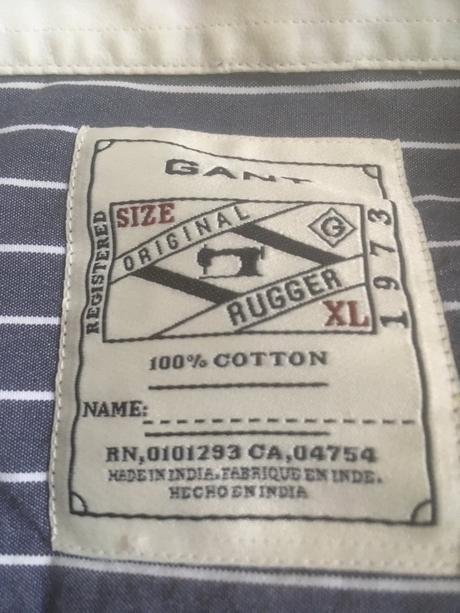 GANT
REGISTERED
SIZE
ORIGINAL
G
RUGGER
XL
1973
100% COTTON
NAME:
RN,0101293 CA,04754
MADE IN INDIA.FABRIQUE EN INDE.
HECHO EN INDIA